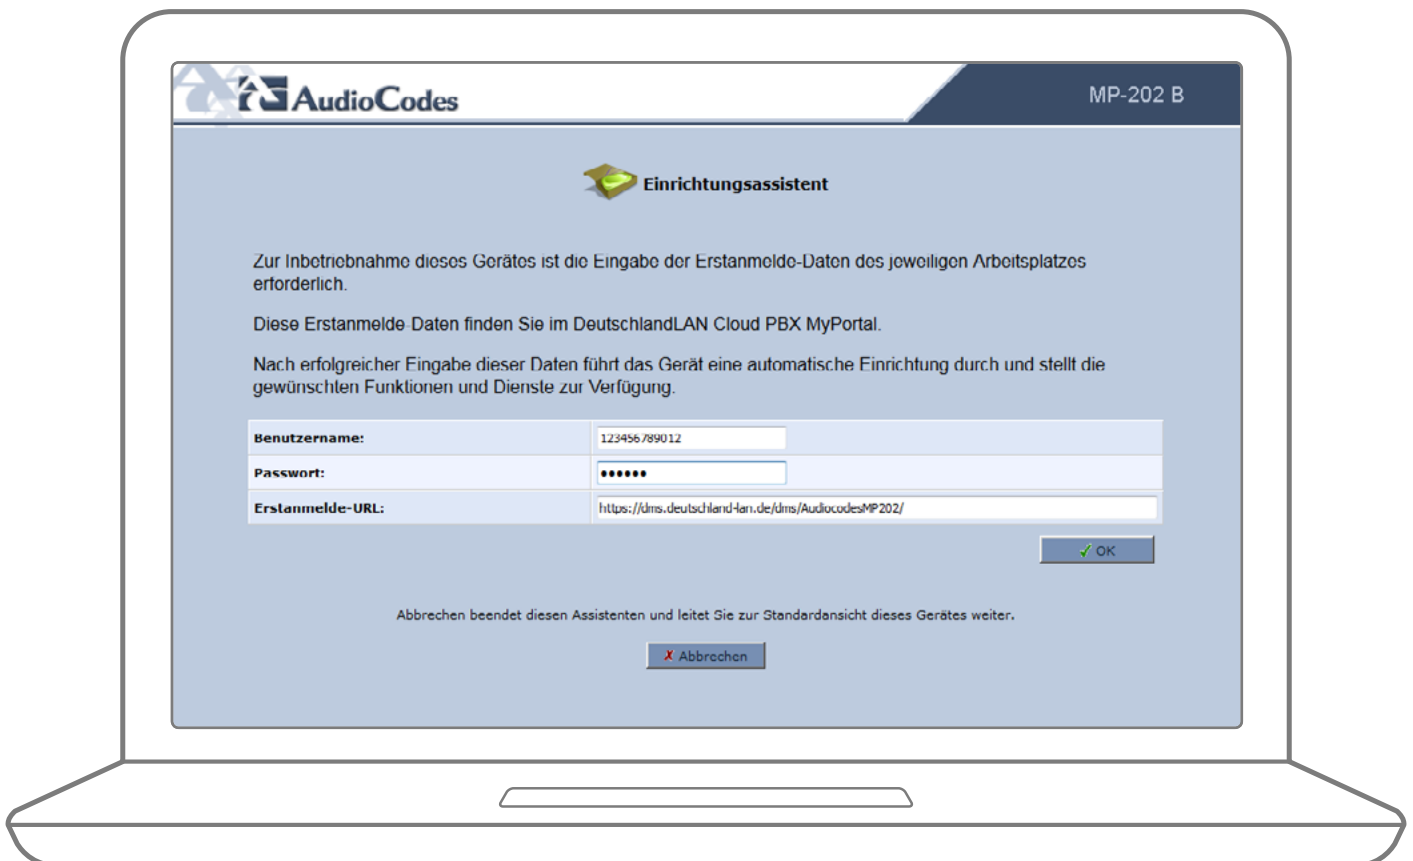 AudioCodes
MP-202 B
Einrichtungsassistent
Zur Inbetriebnahme dieses Gerätes ist die Eingabe der Erstanmelde-Daten des jeweiligen Arbeitsplatzes
erforderlich.
Diese Erstanmelde-Daten finden Sie im DeutschlandLAN Cloud PBX MyPortal.
Nach erfolgreicher Eingabe dieser Daten führt das Gerät eine automatische Einrichtung durch und stellt die
gewünschten Funktionen und Dienste zur Verfügung.
Benutzername: 123456789012
Passwort: ••••••
Erstanmelde-URL: https://dms.deutschland-lan.de/dms/AudiocodesMP202/
OK
Abbrechen beendet diesen Assistenten und leitet Sie zur Standardansicht dieses Gerätes weiter.
Abbrechen